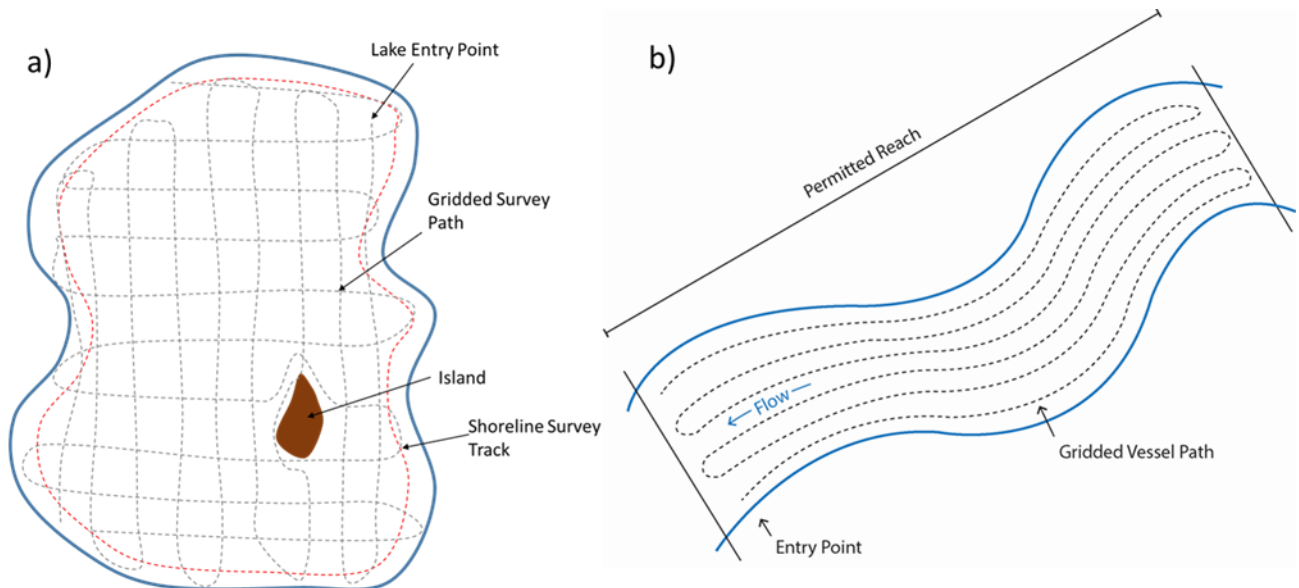 a)
Lake Entry Point
Gridded Survey
Path
Island
Shoreline Survey
Track
b)
Permitted Reach
Flow
Gridded Vessel Path
Entry Point